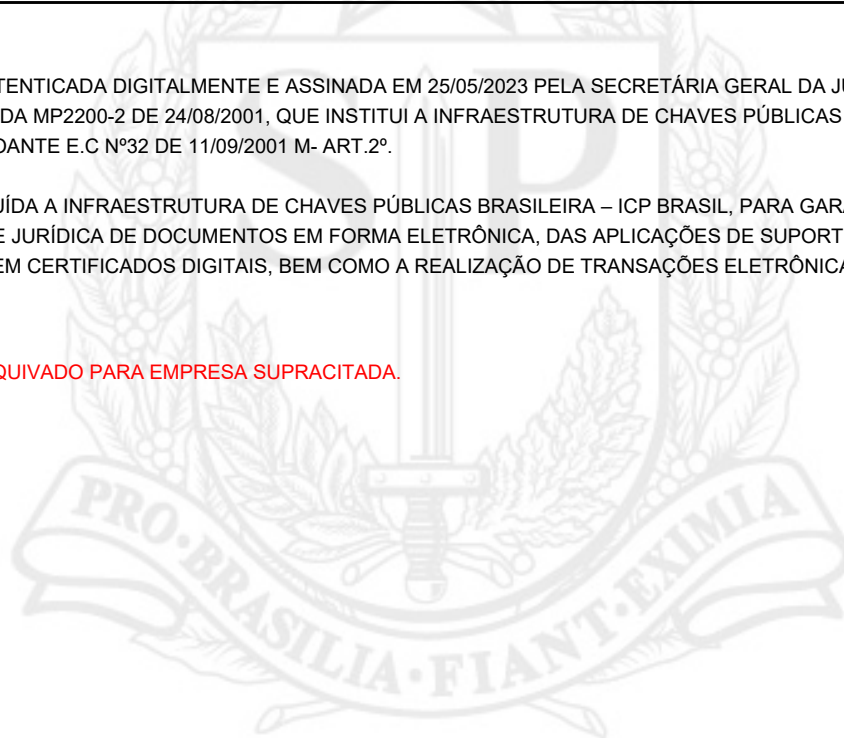 TENTICADA DIGITALMENTE E ASSINADA EM 25/05/2023 PELA SECRETÁRIA GERAL DA JU
DA MP2200-2 DE 24/08/2001, QUE INSTITUI A INFRAESTRUTURA DE CHAVES PÚBLICAS
DANTE E.C Nº32 DE 11/09/2001 M- ART.2º.
UÍDA A INFRAESTRUTURA DE CHAVES PÚBLICAS BRASILEIRA – ICP BRASIL, PARA GARA
E JURÍDICA DE DOCUMENTOS EM FORMA ELETRÔNICA, DAS APLICAÇÕES DE SUPORT
EM CERTIFICADOS DIGITAIS, BEM COMO A REALIZAÇÃO DE TRANSAÇÕES ELETRÔNICA
QUIVADO PARA EMPRESA SUPRACITADA.
SP
PRO·BRASILIA·FIANT·EXIMIA